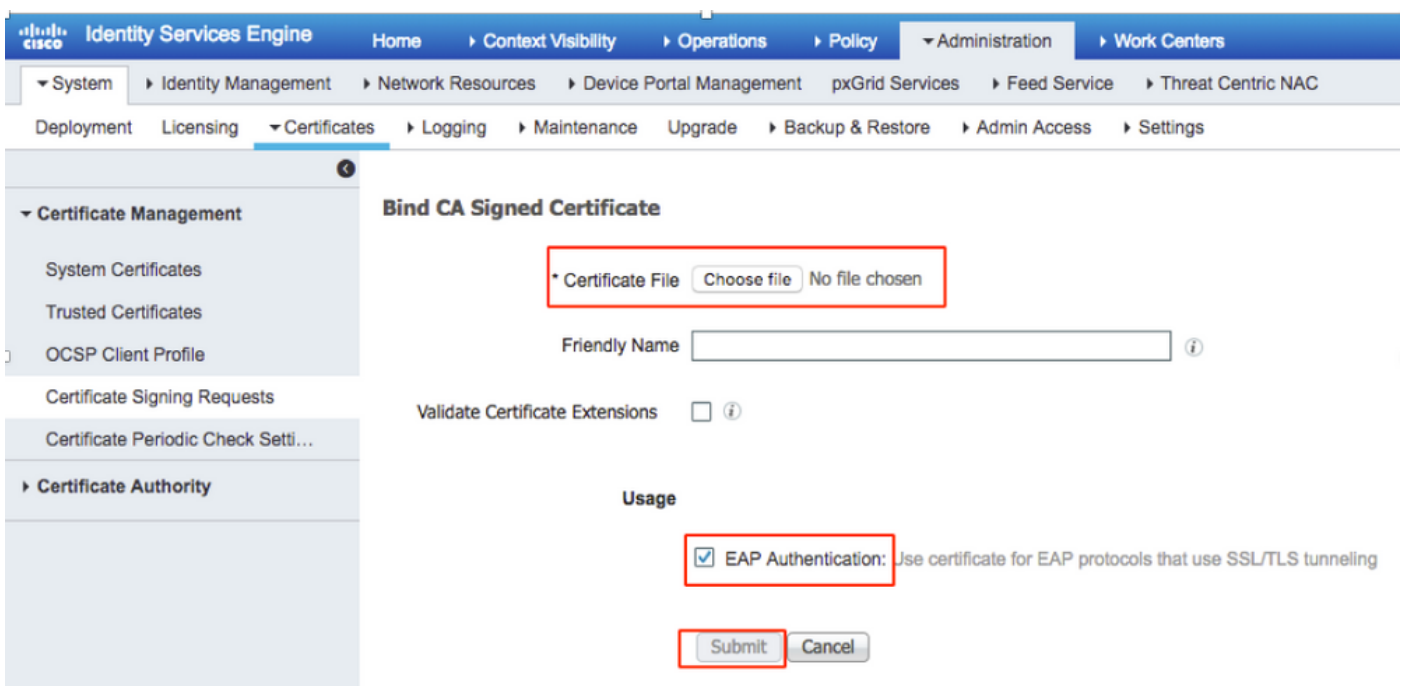 CISCO Identity Services Engine Home Context Visibility Operations Policy Administration Work Centers
System Identity Management Network Resources Device Portal Management pxGrid Services Feed Service Threat Centric NAC
Deployment Licensing Certificates Logging Maintenance Upgrade Backup & Restore Admin Access Settings
Certificate Management
System Certificates
Trusted Certificates
OCSP Client Profile
Certificate Signing Requests
Certificate Periodic Check Setti...
Certificate Authority
Bind CA Signed Certificate
* Certificate File Choose file No file chosen
Friendly Name
Validate Certificate Extensions
Usage
EAP Authentication: Use certificate for EAP protocols that use SSL/TLS tunneling
Submit Cancel